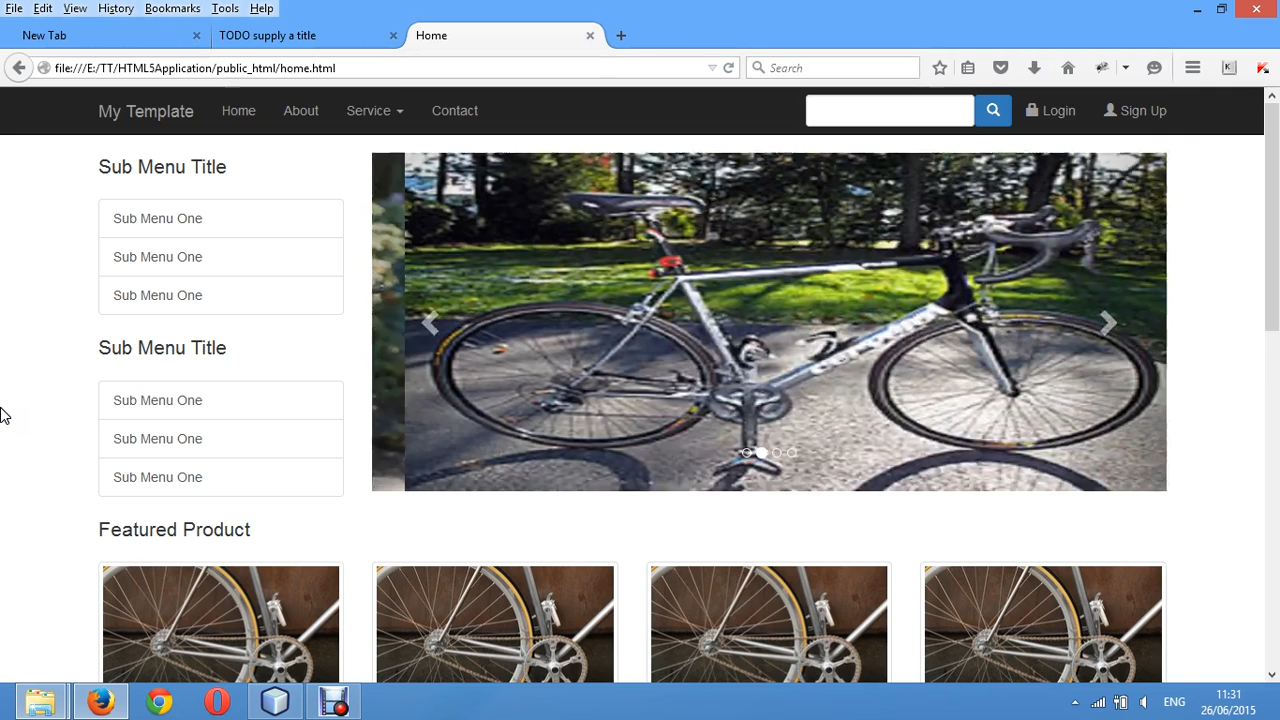 File Edit View History Bookmarks Tools Help
New Tab TODO supply a title Home
file:///E:/TT/HTML5Application/public_html/home.html Search
My Template Home About Service Contact Login Sign Up
Sub Menu Title
Sub Menu One
Sub Menu One
Sub Menu One
Sub Menu Title
Sub Menu One
Sub Menu One
Sub Menu One
Featured Product
ENG
11:31
26/06/2015